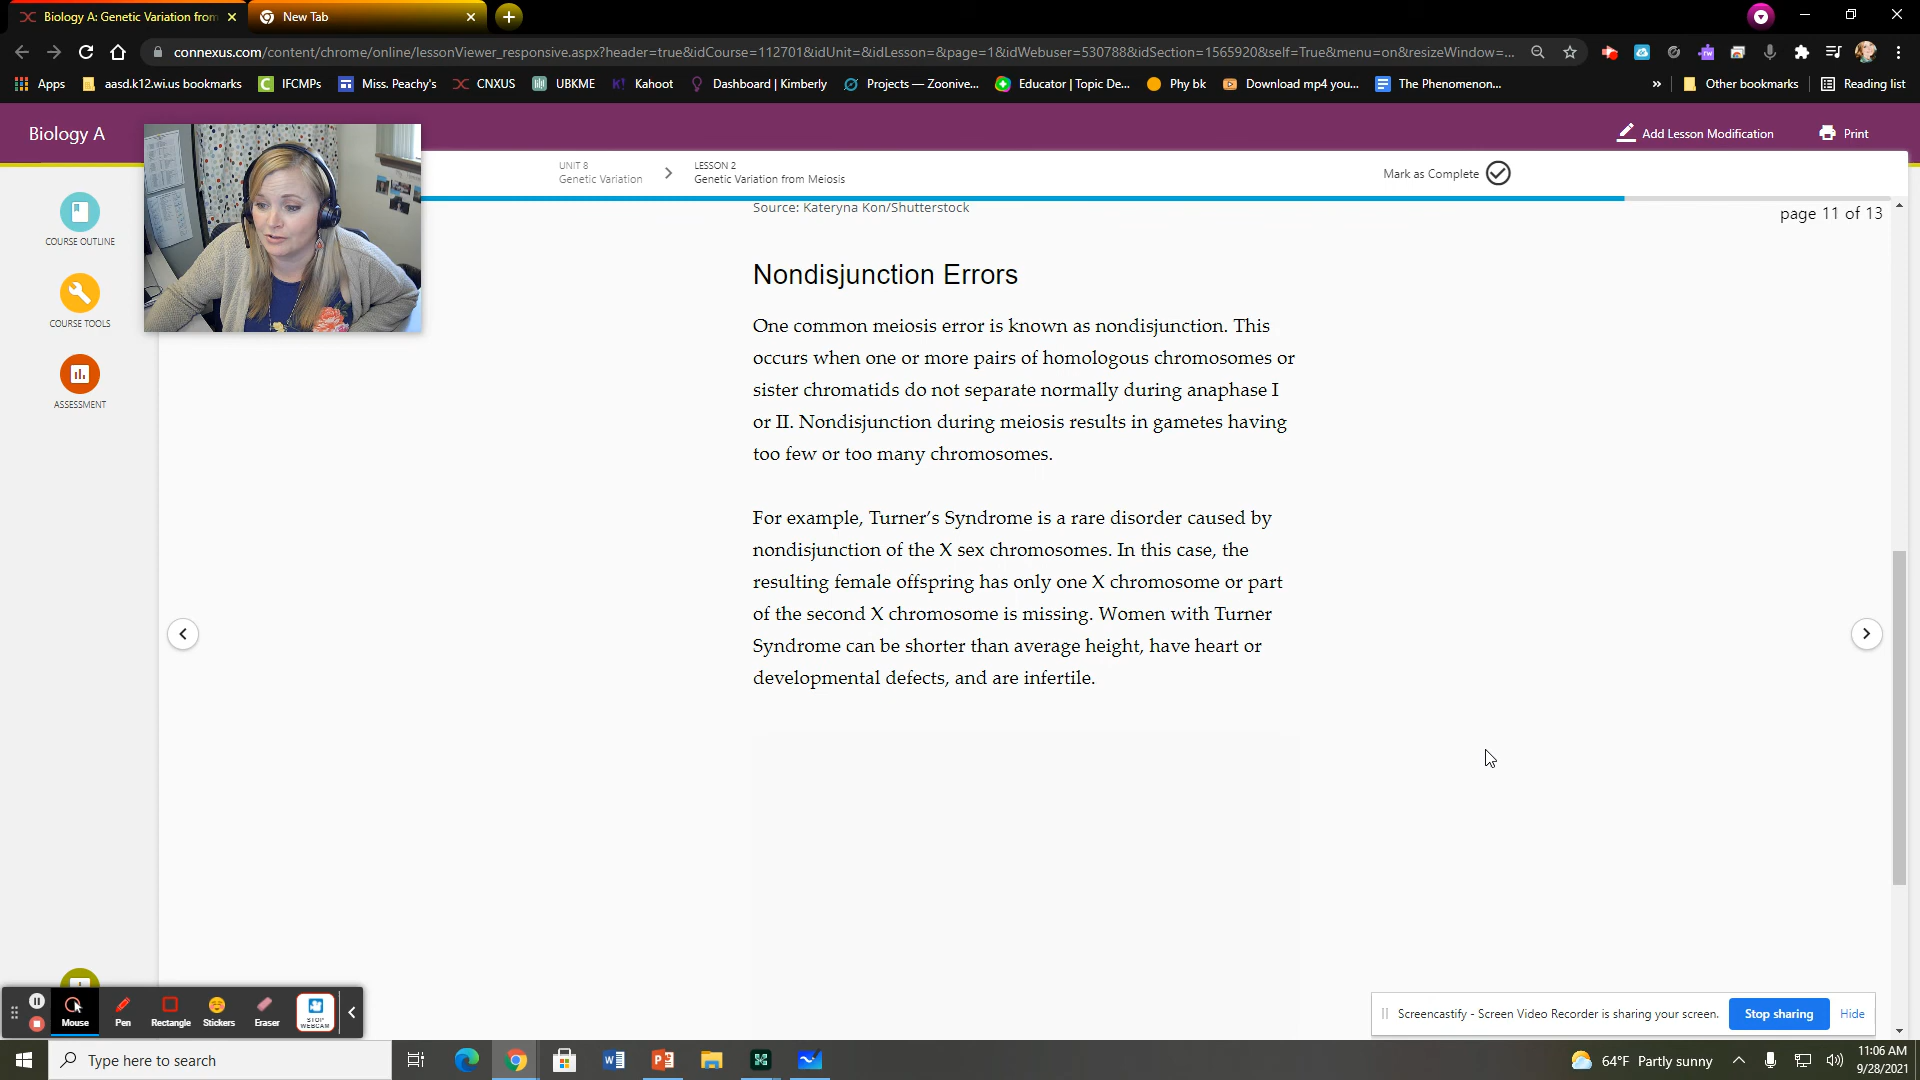 Biology A: Genetic Variation from
New Tab
connexus.com/content/chrome/online/lessonViewer_responsive.aspx?header=true&idCourse=112701&idUnit=&idLesson=&page=1&idWebuser=530788&idSection=1565920&self=True&menu=on&resizeWindow=...
Apps
aasd.k12.wi.us bookmarks
IFCMPs
Miss. Peachy's
CNXUS
UBKME
Kahoot
Dashboard | Kimberly
Projects — Zoonive...
Educator | Topic De...
Phy bk
Download mp4 you...
The Phenomenon...
»
Other bookmarks
Reading list
Biology A
Add Lesson Modification
Print
UNIT 8
Genetic Variation
LESSON 2
Genetic Variation from Meiosis
Mark as Complete
COURSE OUTLINE
COURSE TOOLS
ASSESSMENT
Source: Kateryna Kon/Shutterstock
page 11 of 13
Nondisjunction Errors
One common meiosis error is known as nondisjunction. This
occurs when one or more pairs of homologous chromosomes or
sister chromatids do not separate normally during anaphase I
or II. Nondisjunction during meiosis results in gametes having
too few or too many chromosomes.
For example, Turner’s Syndrome is a rare disorder caused by
nondisjunction of the X sex chromosomes. In this case, the
resulting female offspring has only one X chromosome or part
of the second X chromosome is missing. Women with Turner
Syndrome can be shorter than average height, have heart or
developmental defects, and are infertile.
Mouse
Pen
Rectangle
Stickers
Eraser
STOP
WEBCAM
Screencastify - Screen Video Recorder is sharing your screen.
Stop sharing
Hide
Type here to search
64°F Partly sunny
11:06 AM
9/28/2021